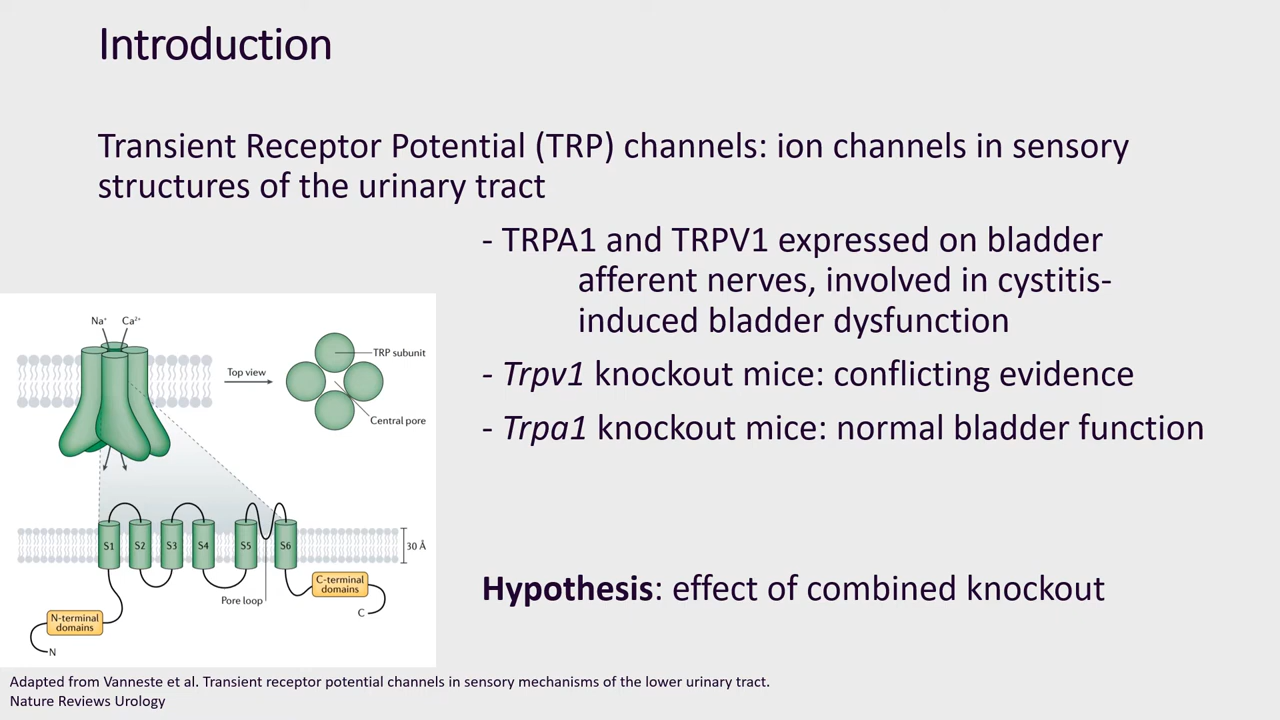 Introduction
Transient Receptor Potential (TRP) channels: ion channels in sensory
structures of the urinary tract
- TRPA1 and TRPV1 expressed on bladder
afferent nerves, involved in cystitis-
induced bladder dysfunction
- Trpv1 knockout mice: conflicting evidence
- Trpa1 knockout mice: normal bladder function
Hypothesis: effect of combined knockout
Na⁺ Ca²⁺
TRP subunit
Top view
Central pore
S1 S2 S3 S4 S5 S6
30 Å
Pore loop
C-terminal
domains
C
N-terminal
domains
N
Adapted from Vanneste et al. Transient receptor potential channels in sensory mechanisms of the lower urinary tract.
Nature Reviews Urology